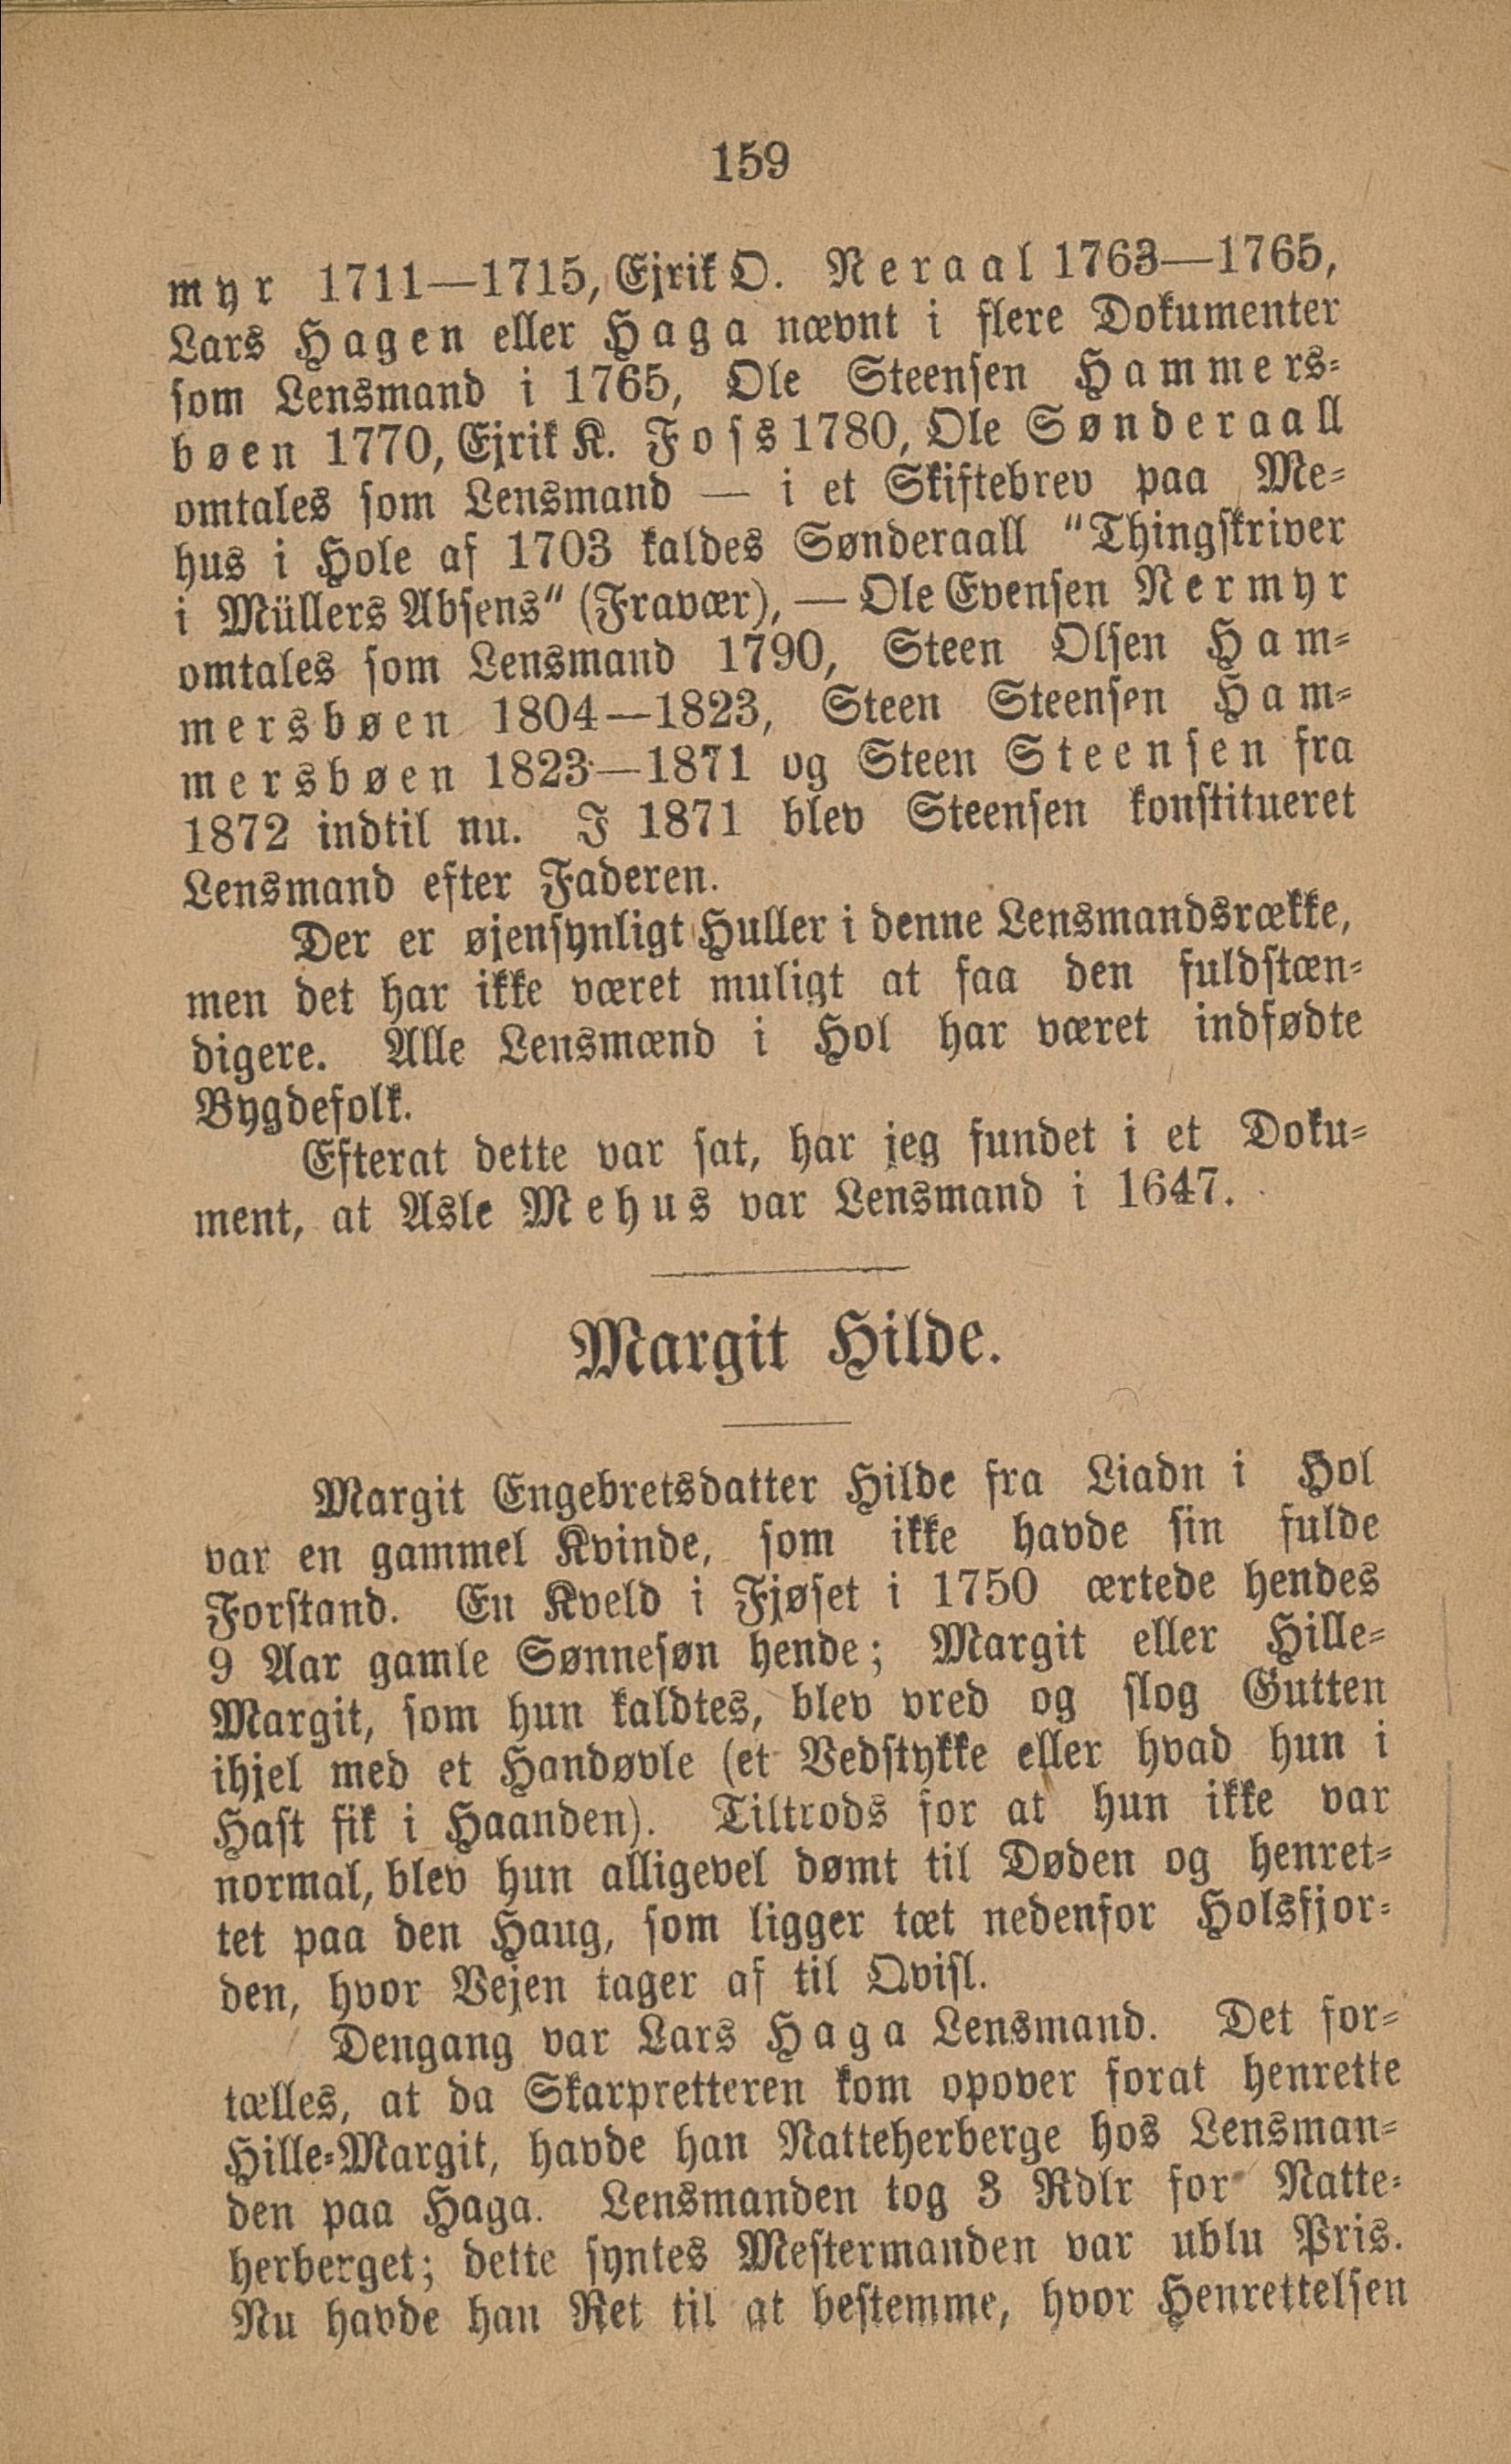 159
myr 1711—1715, Ejrik O. Neraal 1763—1765,
Lars Hagen eller Haga nævnt i flere Dokumenter
som Lensmand i 1765, Ole Steensen Hammers-
bøen 1770, Ejrik K. Foss 1780, Ole Sønderaall
omtales som Lensmand — i et Skiftebrev paa Me-
hus i Hole af 1703 kaldes Sønderaall "Thingskriver
i Müllers Absens" (Fravær), — Ole Evensen Nermyr
omtales som Lensmand 1790, Steen Olsen Ham-
mersbøen 1804—1823, Steen Steensen Ham-
mersbøen 1823—1871 og Steen Steensen fra
1872 indtil nu. I 1871 blev Steensen konstitueret
Lensmand efter Faderen.
Der er øjensynligt Huller i denne Lensmandsrække,
men det har ikke været muligt at faa den fuldstæn-
digere. Alle Lensmænd i Hol har været indfødte
Bygdefolk.
Efterat dette var sat, har jeg fundet i et Doku-
ment, at Asle Mehus var Lensmand i 1647.
Margit Hilde.
Margit Engebretsdatter Hilde fra Liadn i Hol
var en gammel Kvinde, som ikke havde sin fulde
Forstand. En Kveld i Fjøset i 1750 ærtede hendes
9 Aar gamle Sønnesøn hende; Margit eller Hille-
Margit, som hun kaldtes, blev vred og slog Gutten
ihjel med et Handøvle (et Vedstykke eller hvad hun i
Hast fik i Haanden). Tiltrods for at hun ikke var
normal, blev hun alligevel dømt til Døden og henret-
tet paa den Haug, som ligger tæt nedenfor Holsfjor-
den, hvor Vejen tager af til Qvisl.
Dengang var Lars Haga Lensmand. Det for-
tælles, at da Skarpretteren kom opover forat henrette
Hille-Margit, havde han Natteherberge hos Lensman-
den paa Haga. Lensmanden tog 3 Rdlr for Natte-
herberget; dette syntes Mestermanden var ublu Pris.
Nu havde han Ret til at bestemme, hvor Henrettelsen